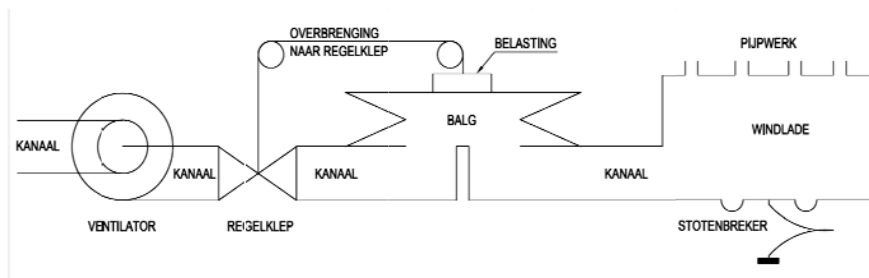 OVERBRENGING
NAAR REGELKLEP
BELASTING
PIJPWERK
BALG
WINDLADE
KANAAL
KANAAL
KANAAL
KANAAL
VENTILATOR
REGELKLEP
STOTENBREKER